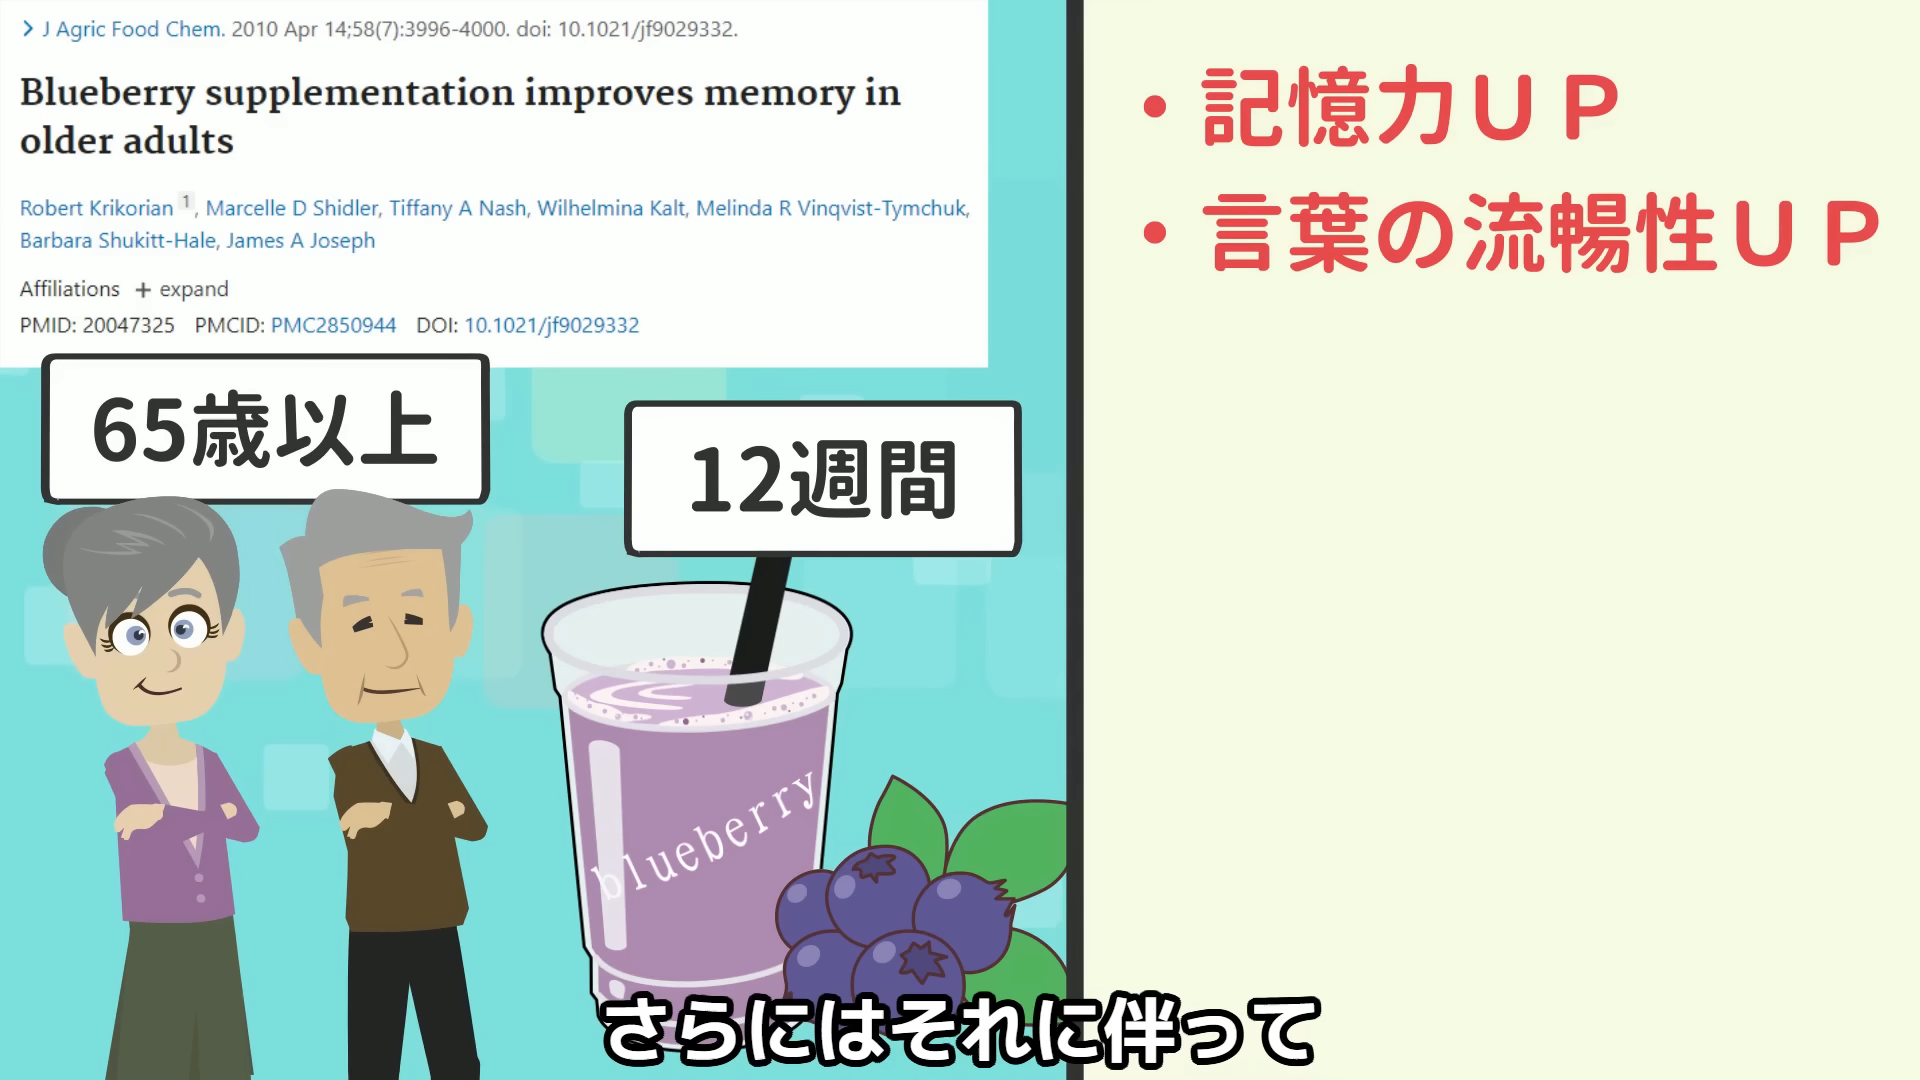 J Agric Food Chem. 2010 Apr 14;58(7):3996-4000. doi: 10.1021/jf9029332.
Blueberry supplementation improves memory in
older adults
Robert Krikorian 1, Marcelle D Shidler, Tiffany A Nash, Wilhelmina Kalt, Melinda R Vinqvist-Tymchuk,
Barbara Shukitt-Hale, James A Joseph
Affiliations + expand
PMID: 20047325 PMCID: PMC2850944 DOI: 10.1021/jf9029332
65歳以上
12週間
blueberry
・記憶力UP
・言葉の流暢性UP
さらにはそれに伴って